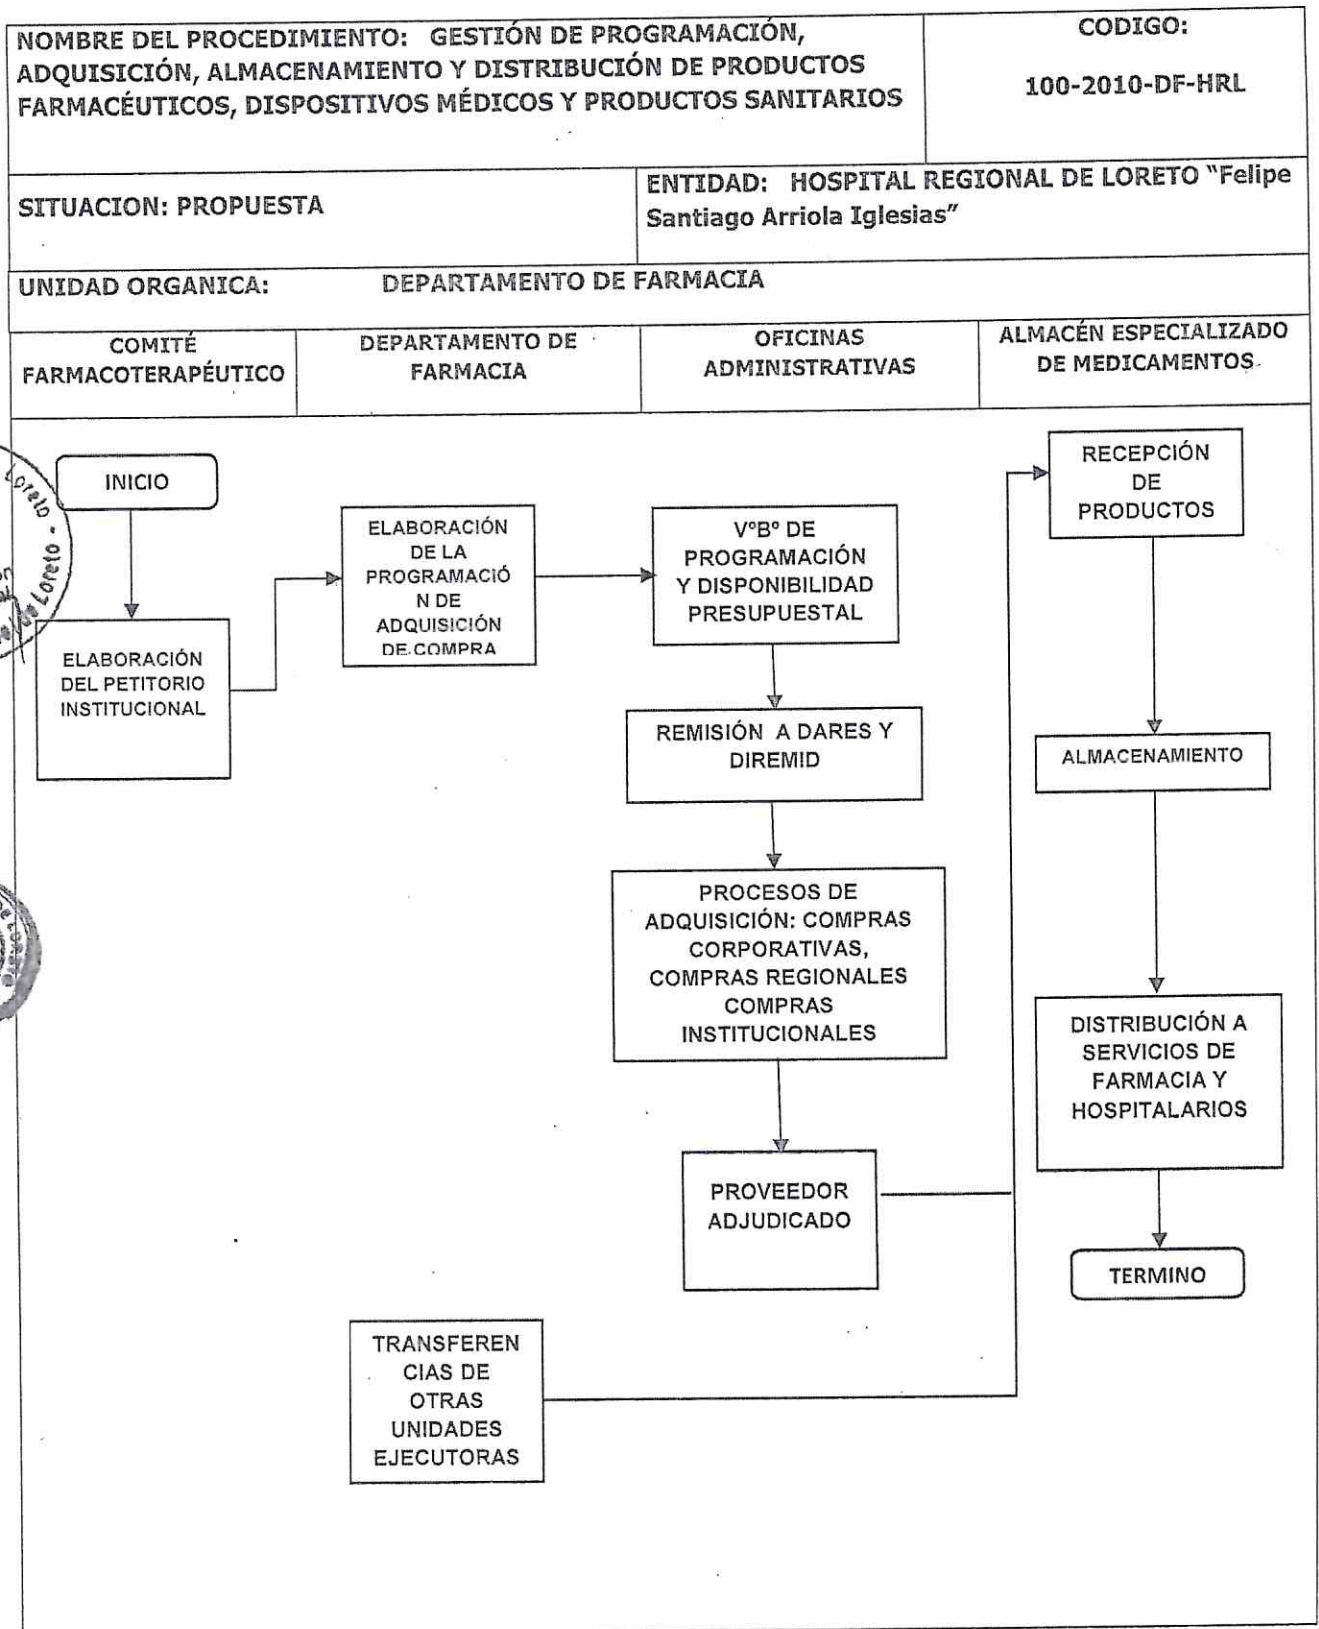 NOMBRE DEL PROCEDIMIENTO: GESTIÓN DE PROGRAMACIÓN,
ADQUISICIÓN, ALMACENAMIENTO Y DISTRIBUCIÓN DE PRODUCTOS
FARMACÉUTICOS, DISPOSITIVOS MÉDICOS Y PRODUCTOS SANITARIOS
CODIGO:
100-2010-DF-HRL
SITUACION: PROPUESTA
ENTIDAD: HOSPITAL REGIONAL DE LORETO "Felipe
Santiago Arriola Iglesias"
UNIDAD ORGANICA: DEPARTAMENTO DE FARMACIA
COMITÉ
FARMACOTERAPÉUTICO
DEPARTAMENTO DE
FARMACIA
OFICINAS
ADMINISTRATIVAS
ALMACÉN ESPECIALIZADO
DE MEDICAMENTOS
INICIO
ELABORACIÓN
DEL PETITORIO
INSTITUCIONAL
ELABORACIÓN
DE LA
PROGRAMACIÓ
N DE
ADQUISICIÓN
DE COMPRA
VºBº DE
PROGRAMACIÓN
Y DISPONIBILIDAD
PRESUPUESTAL
REMISIÓN A DARES Y
DIREMID
PROCESOS DE
ADQUISICIÓN: COMPRAS
CORPORATIVAS,
COMPRAS REGIONALES
COMPRAS
INSTITUCIONALES
PROVEEDOR
ADJUDICADO
TRANSFEREN
CIAS DE
OTRAS
UNIDADES
EJECUTORAS
RECEPCIÓN
DE
PRODUCTOS
ALMACENAMIENTO
DISTRIBUCIÓN A
SERVICIOS DE
FARMACIA Y
HOSPITALARIOS
TERMINO
Loreto -
Loreto